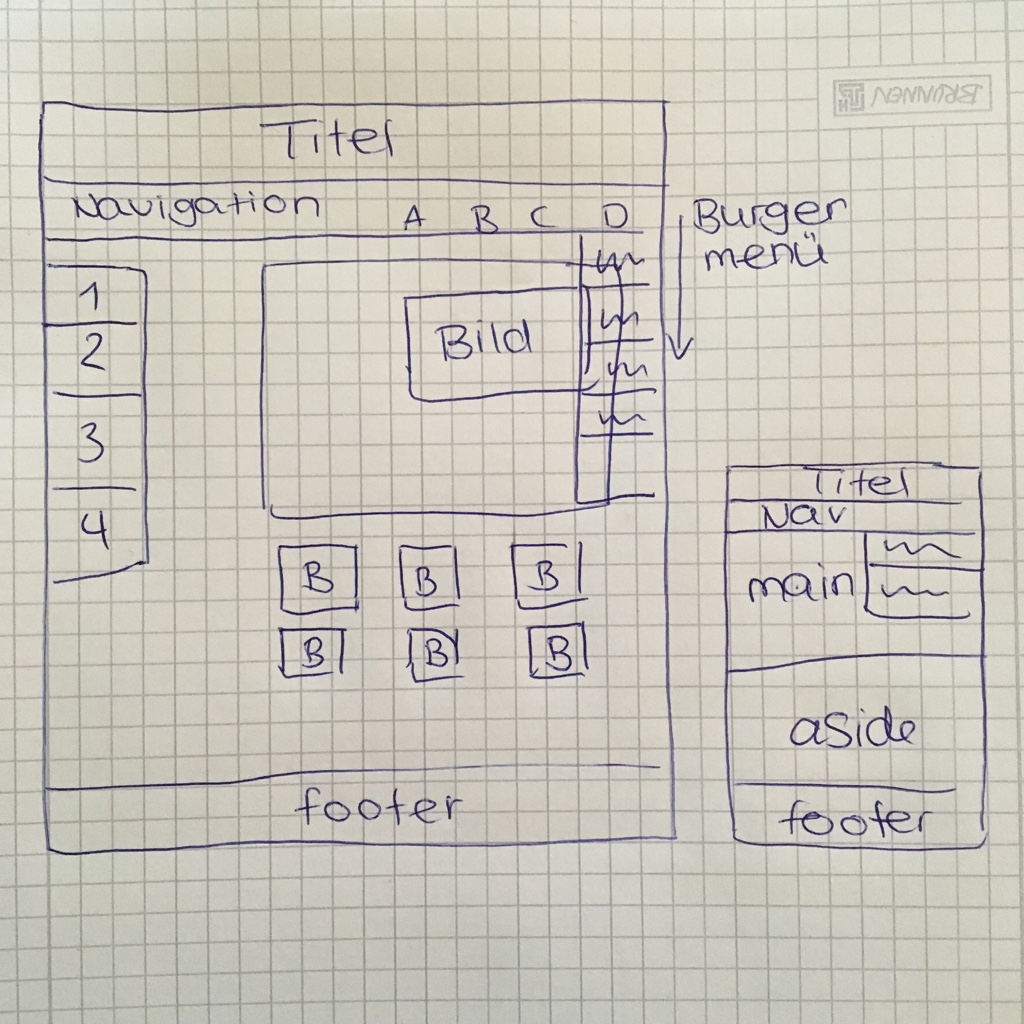 BRUNNEN
Titel
Navigation A B C D
Burger
menü
1
2
3
4
Bild
B B B
B B B
footer
Titel
Nav
main
aside
footer